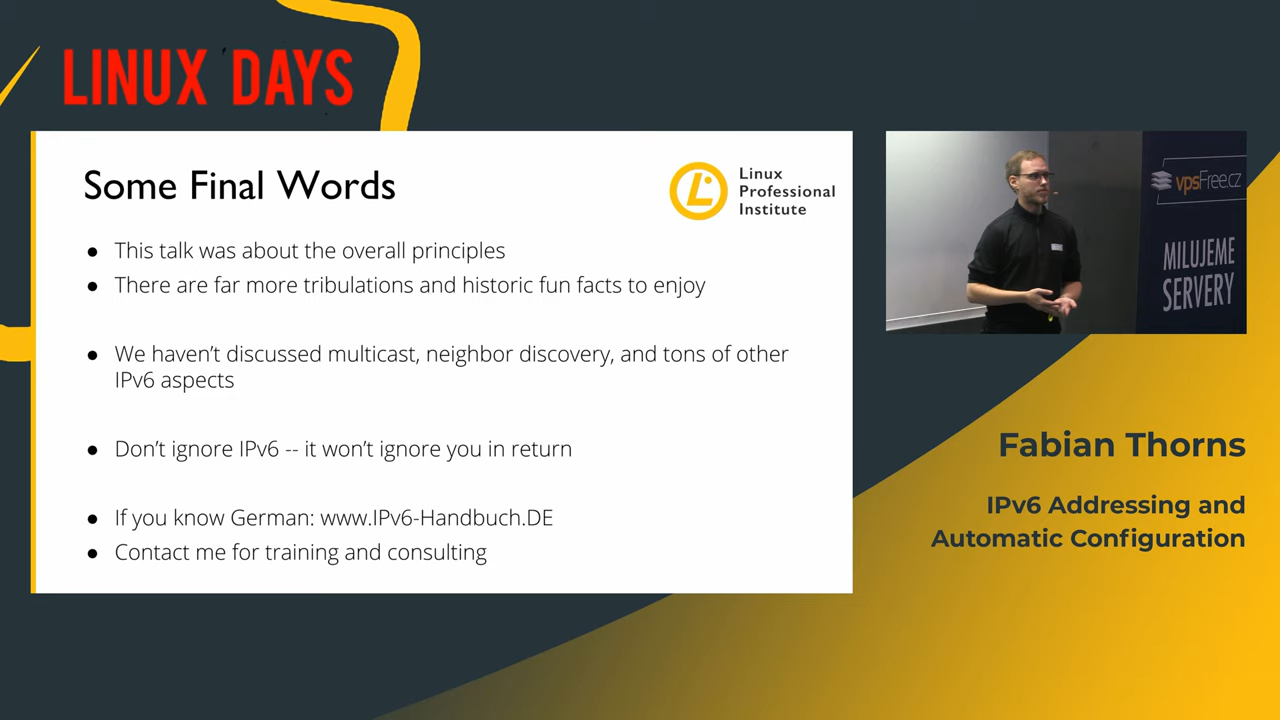 LINUX DAYS
Some Final Words
Linux
Professional
Institute
● This talk was about the overall principles
● There are far more tribulations and historic fun facts to enjoy
● We haven’t discussed multicast, neighbor discovery, and tons of other
IPv6 aspects
● Don’t ignore IPv6 -- it won’t ignore you in return
● If you know German: www.IPv6-Handbuch.DE
● Contact me for training and consulting
vpsFree.cz
MILUJEME
SERVERY
Fabian Thorns
IPv6 Addressing and
Automatic Configuration